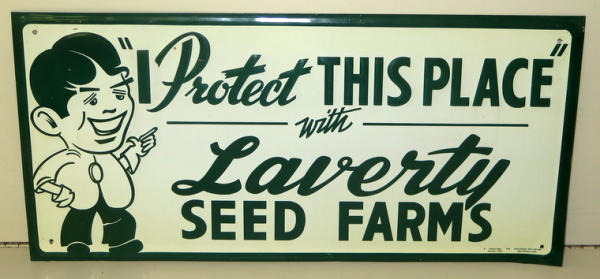 "I Protect THIS PLACE"
with
Laverty
SEED FARMS